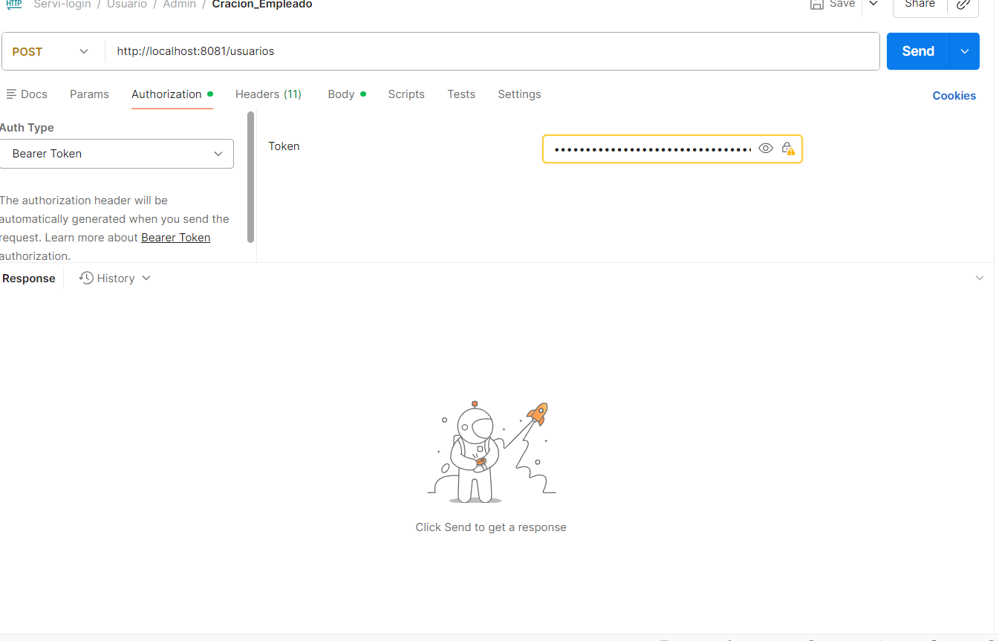 HTTP Servi-login / Usuario / Admin / Cracion_Empleado Save Share
POST http://localhost:8081/usuarios Send
Docs Params Authorization Headers (11) Body Scripts Tests Settings Cookies
Auth Type
Bearer Token
Token
••••••••••••••••••••••••••••••••
The authorization header will be
automatically generated when you send the
request. Learn more about Bearer Token
authorization.
Response History
Click Send to get a response